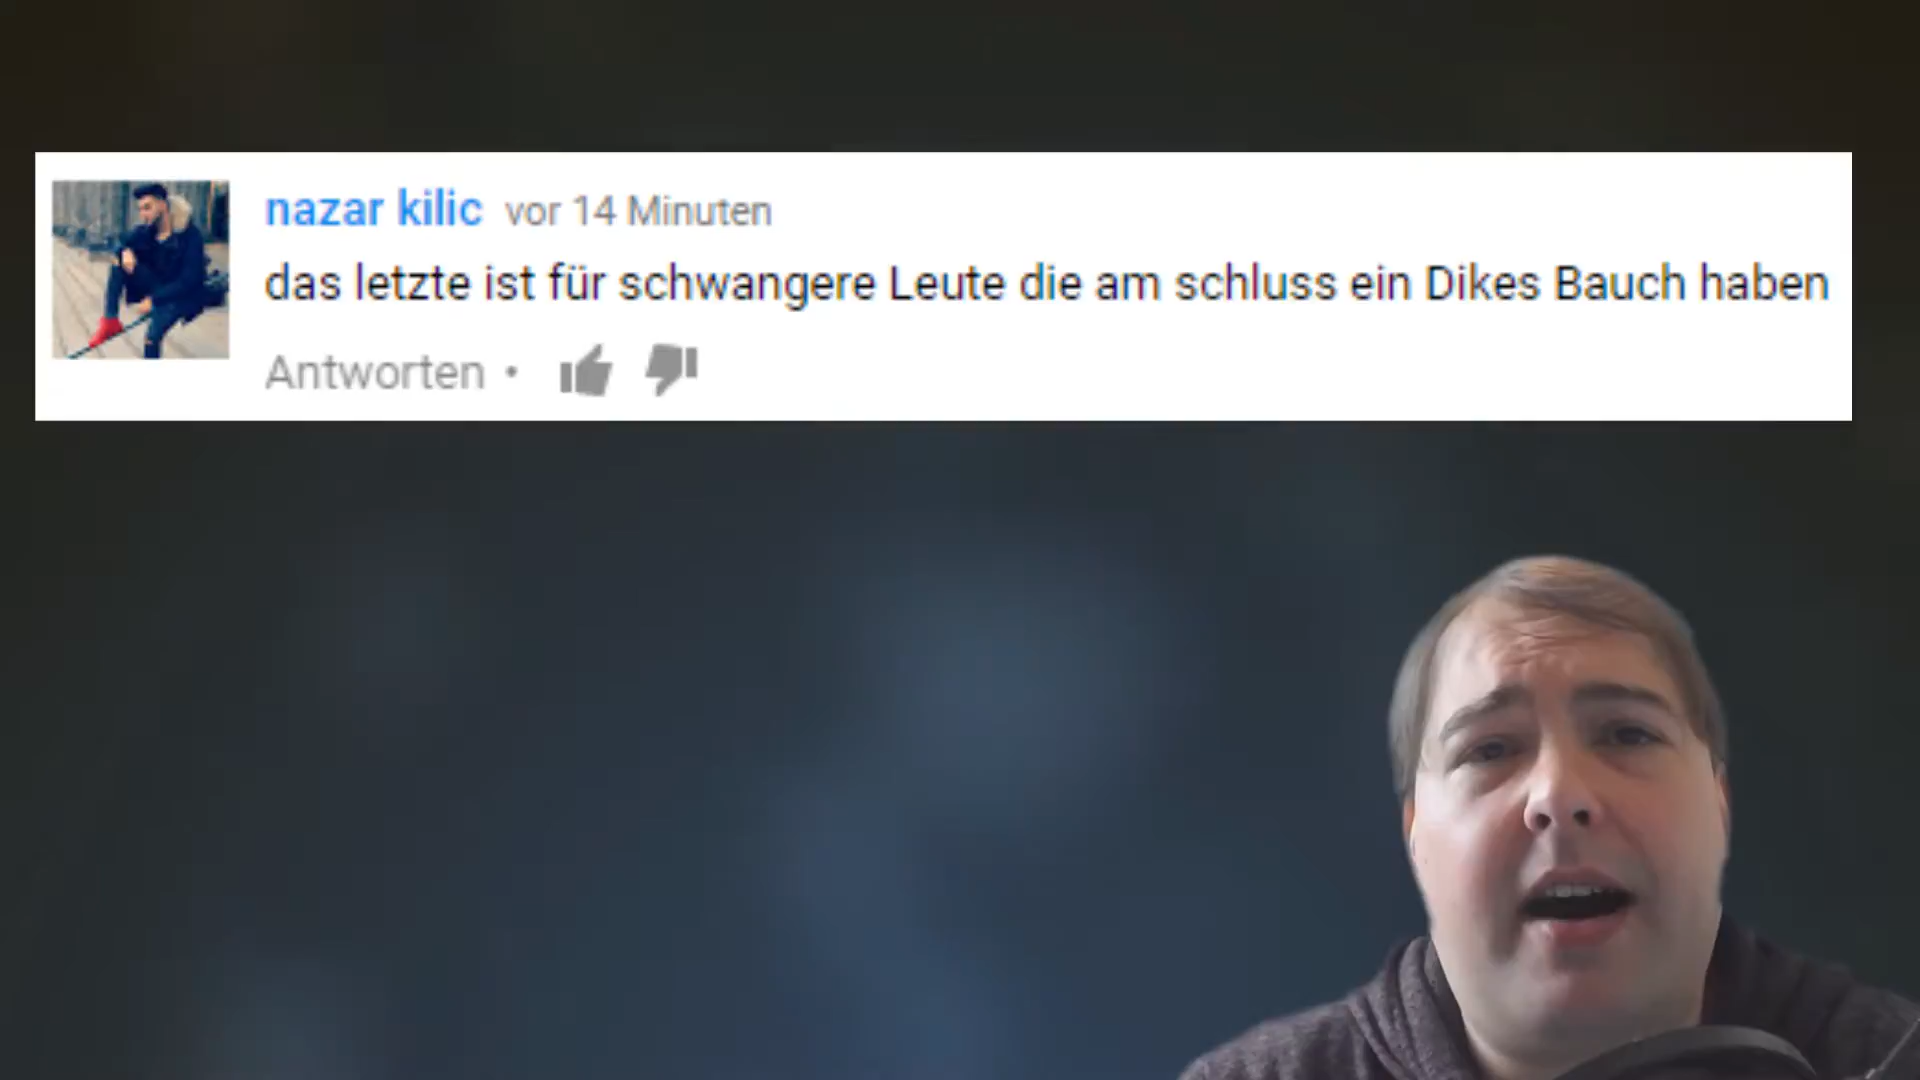 nazar kilic vor 14 Minuten
das letzte ist für schwangere Leute die am schluss ein Dikes Bauch haben
Antworten •